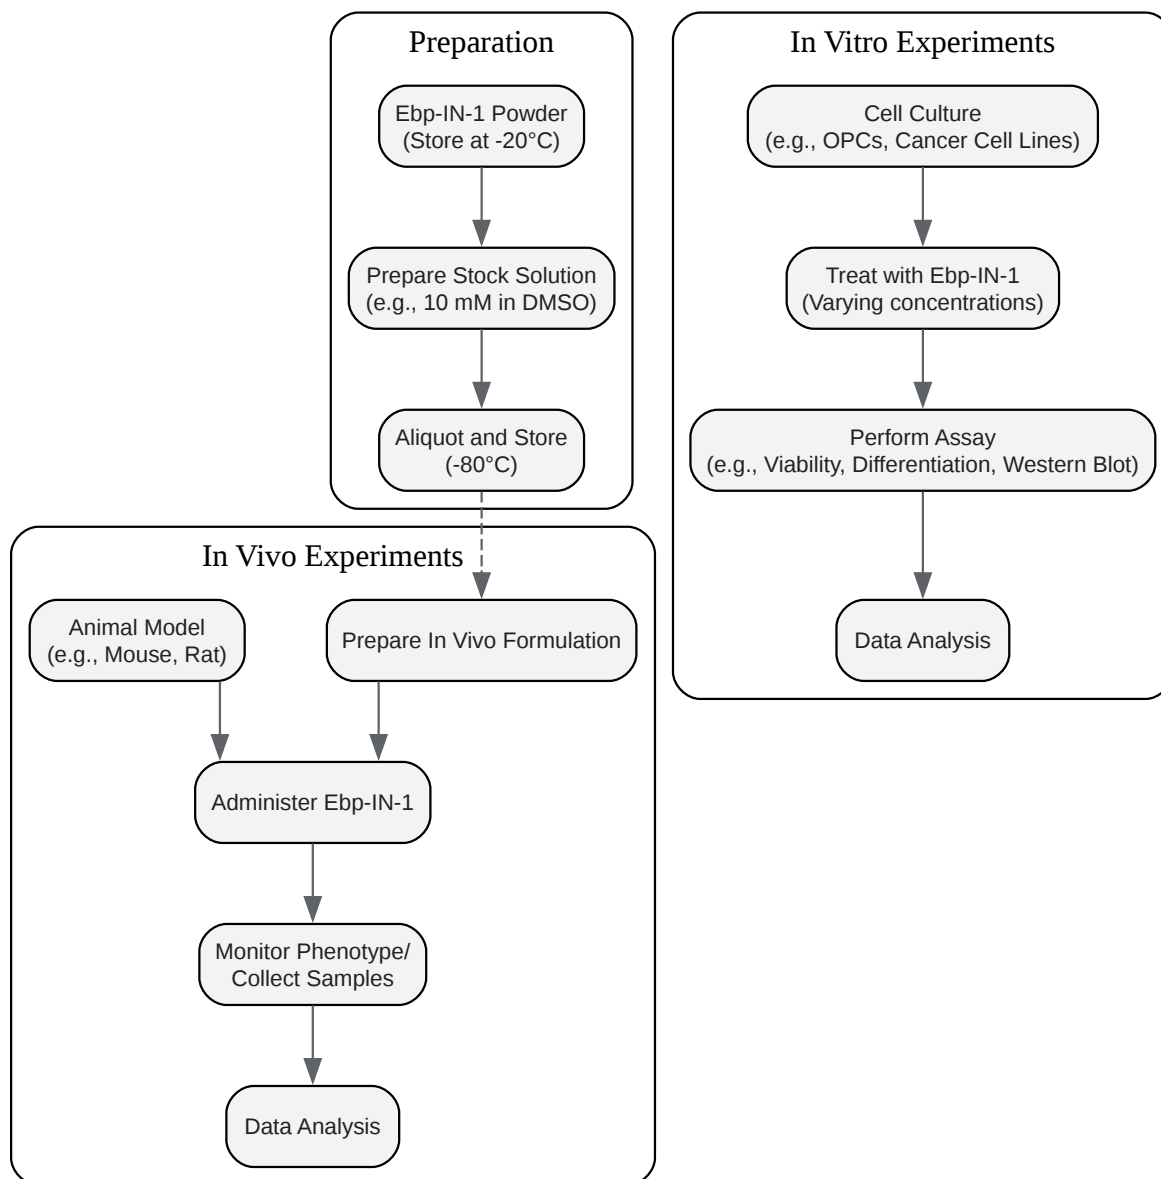 Preparation
Ebp-IN-1 Powder
(Store at -20°C)
Prepare Stock Solution
(e.g., 10 mM in DMSO)
Aliquot and Store
(-80°C)
In Vitro Experiments
Cell Culture
(e.g., OPCs, Cancer Cell Lines)
Treat with Ebp-IN-1
(Varying concentrations)
Perform Assay
(e.g., Viability, Differentiation, Western Blot)
Data Analysis
In Vivo Experiments
Animal Model
(e.g., Mouse, Rat)
Prepare In Vivo Formulation
Administer Ebp-IN-1
Monitor Phenotype/
Collect Samples
Data Analysis